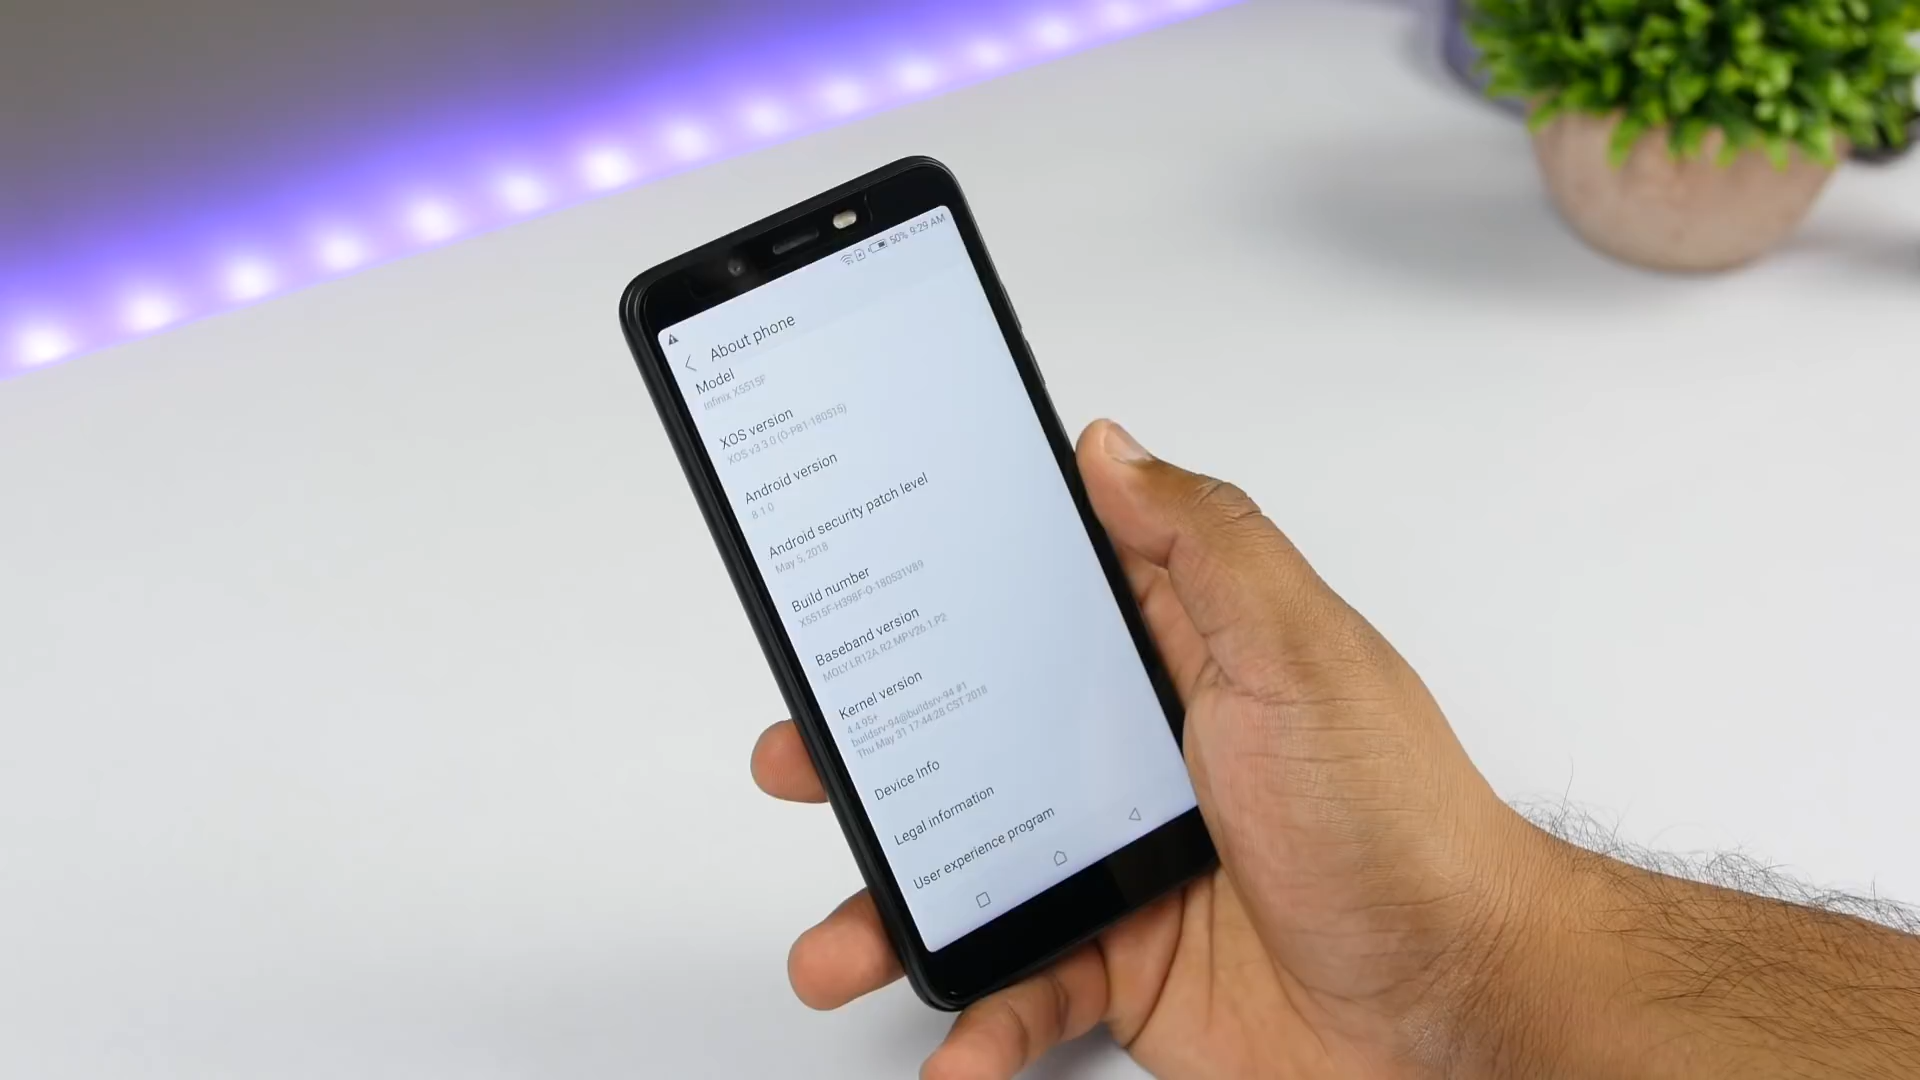 50% 9:29 AM
About phone
Model
Infinix X5515F
XOS version
XOS v3.3.0 (O-P81-180515)
Android version
8.1.0
Android security patch level
May 5, 2018
Build number
X5515F-H398F-O-180531V89
Baseband version
MOLY.LR12A.R2.MP.V26.1.P2
Kernel version
4.4.95+
buildsrv-94@buildsrv-94 #1
Thu May 31 17:44:28 CST 2018
Device Info
Legal information
User experience program